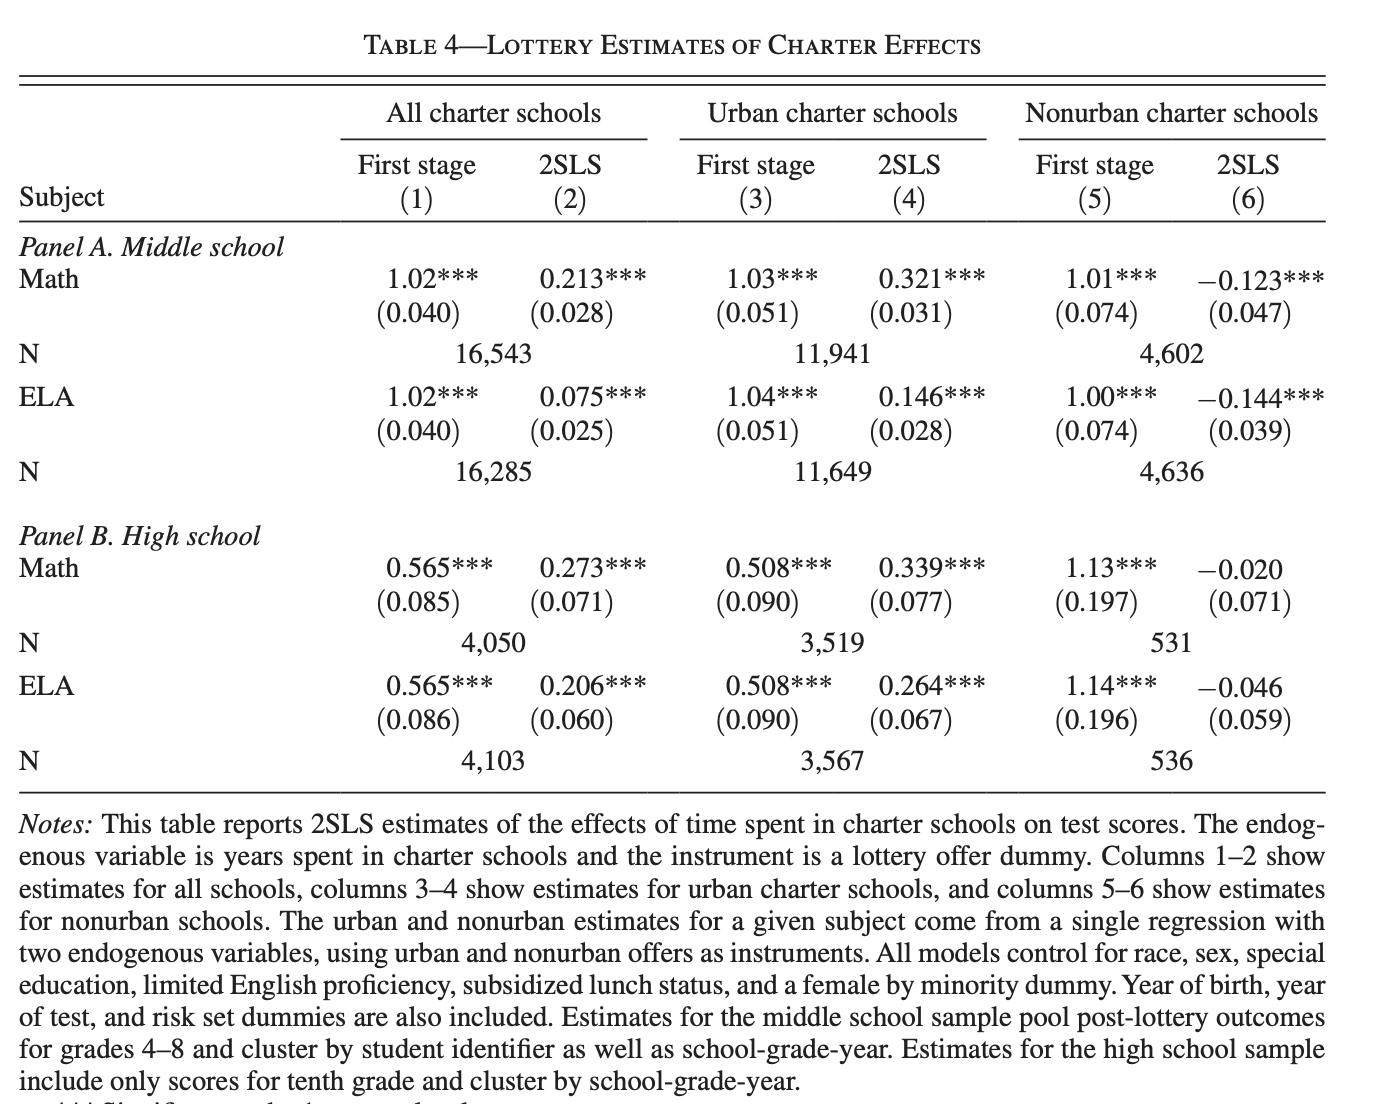 TABLE 4—LOTTERY ESTIMATES OF CHARTER EFFECTS
All charter schools Urban charter schools Nonurban charter schools
First stage 2SLS First stage 2SLS First stage 2SLS
Subject (1) (2) (3) (4) (5) (6)
Panel A. Middle school
Math 1.02*** 0.213*** 1.03*** 0.321*** 1.01*** −0.123***
(0.040) (0.028) (0.051) (0.031) (0.074) (0.047)
N 16,543 11,941 4,602
ELA 1.02*** 0.075*** 1.04*** 0.146*** 1.00*** −0.144***
(0.040) (0.025) (0.051) (0.028) (0.074) (0.039)
N 16,285 11,649 4,636
Panel B. High school
Math 0.565*** 0.273*** 0.508*** 0.339*** 1.13*** −0.020
(0.085) (0.071) (0.090) (0.077) (0.197) (0.071)
N 4,050 3,519 531
ELA 0.565*** 0.206*** 0.508*** 0.264*** 1.14*** −0.046
(0.086) (0.060) (0.090) (0.067) (0.196) (0.059)
N 4,103 3,567 536
Notes: This table reports 2SLS estimates of the effects of time spent in charter schools on test scores. The endog-
enous variable is years spent in charter schools and the instrument is a lottery offer dummy. Columns 1–2 show
estimates for all schools, columns 3–4 show estimates for urban charter schools, and columns 5–6 show estimates
for nonurban schools. The urban and nonurban estimates for a given subject come from a single regression with
two endogenous variables, using urban and nonurban offers as instruments. All models control for race, sex, special
education, limited English proficiency, subsidized lunch status, and a female by minority dummy. Year of birth, year
of test, and risk set dummies are also included. Estimates for the middle school sample pool post-lottery outcomes
for grades 4–8 and cluster by student identifier as well as school-grade-year. Estimates for the high school sample
include only scores for tenth grade and cluster by school-grade-year.